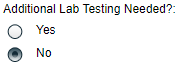 Additional Lab Testing Needed?:
Yes
No